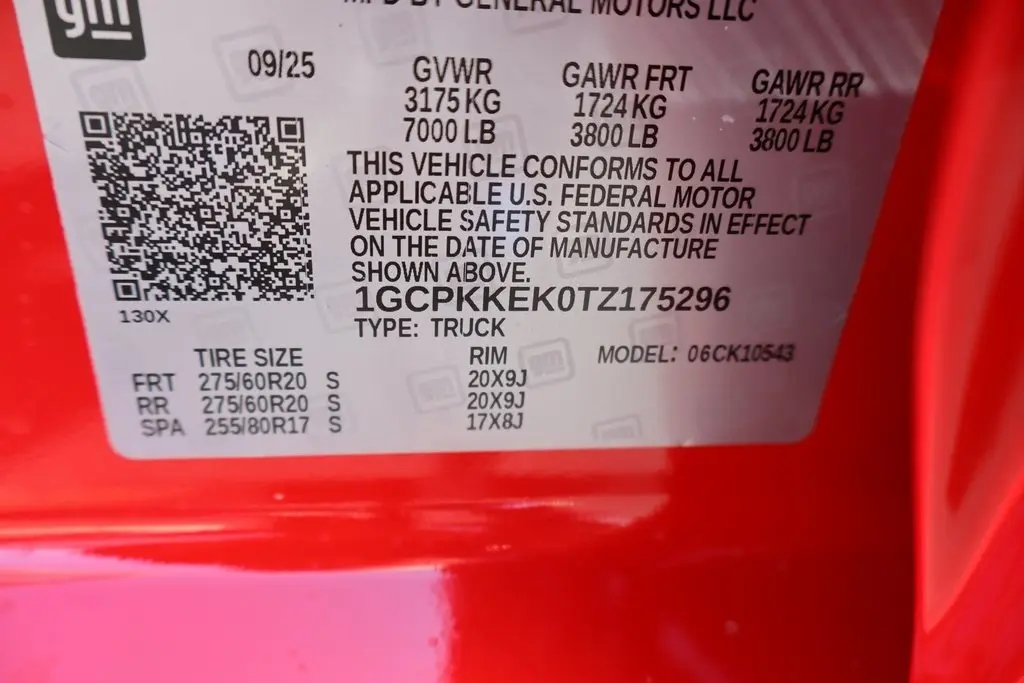 gm
MFD BY GENERAL MOTORS LLC
09/25
GVWR GAWR FRT GAWR RR
3175 KG 1724 KG 1724 KG
7000 LB 3800 LB 3800 LB
THIS VEHICLE CONFORMS TO ALL
APPLICABLE U.S. FEDERAL MOTOR
VEHICLE SAFETY STANDARDS IN EFFECT
ON THE DATE OF MANUFACTURE
SHOWN ABOVE.
1GCPKKEK0TZ175296
130X
TYPE: TRUCK
TIRE SIZE RIM MODEL: 06CK10543
FRT 275/60R20 S 20X9J
RR 275/60R20 S 20X9J
SPA 255/80R17 S 17X8J